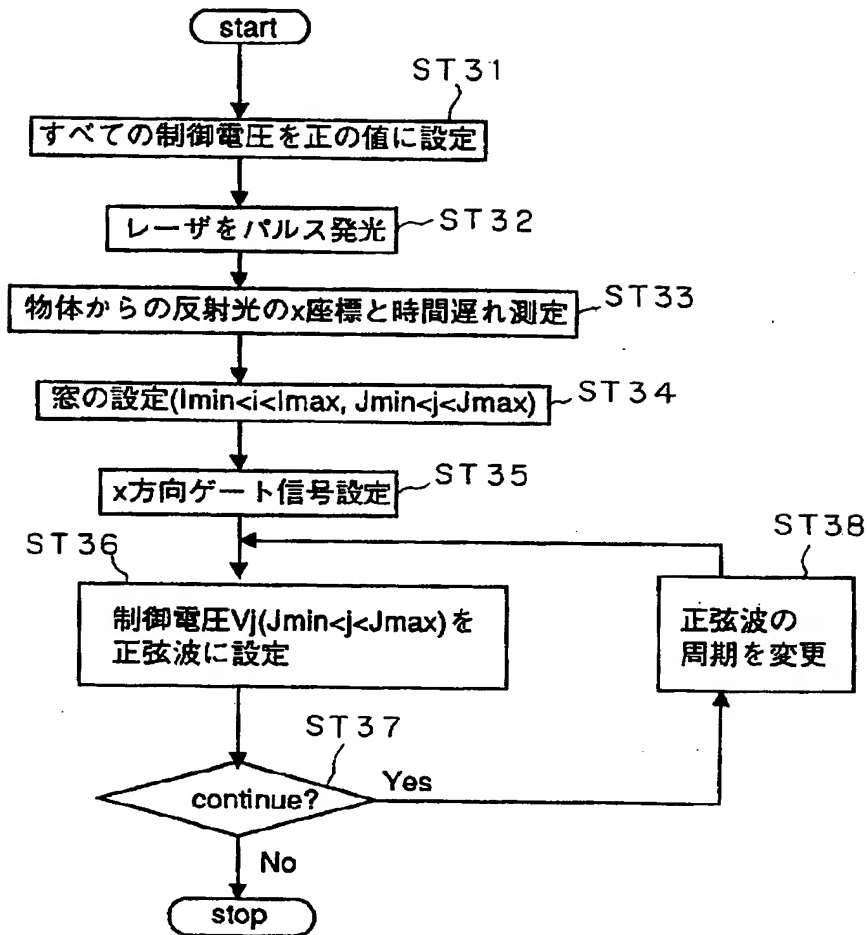 start
ST31
すべての制御電圧を正の値に設定
レーザをパルス発光
ST32
物体からの反射光のx座標と時間遅れ測定
ST33
窓の設定(Imin<i<Imax, Jmin<j<Jmax)
ST34
x方向ゲート信号設定
ST35
ST36
制御電圧Vj(Jmin<j<Jmax)を
正弦波に設定
ST38
正弦波の
周期を変更
ST37
continue?
Yes
No
stop